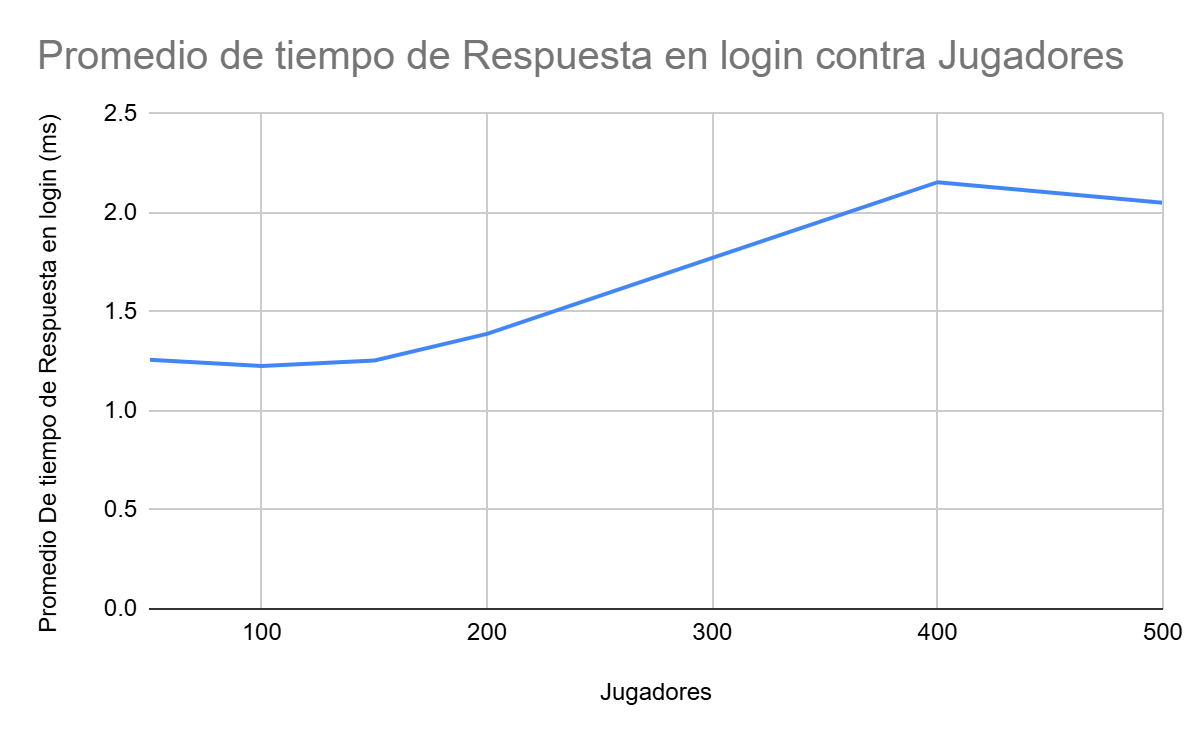 Promedio de tiempo de Respuesta en login contra Jugadores
Promedio De tiempo de Respuesta en login (ms)
2.5
2.0
1.5
1.0
0.5
0.0
100 200 300 400 500
Jugadores